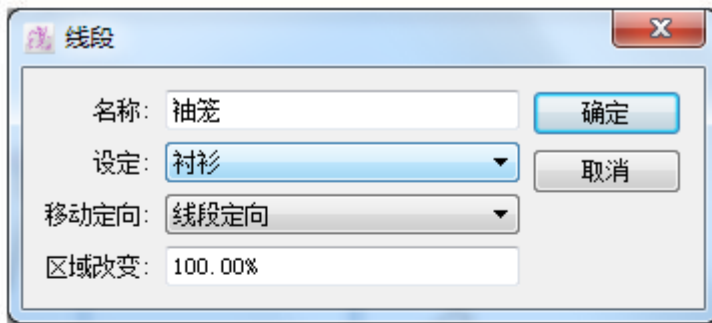 线段
名称: 袖笼
确定
设定: 衬衫
取消
移动定向: 线段定向
区域改变: 100.00%